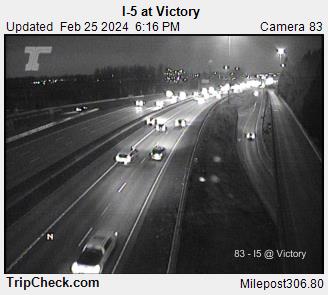 I-5 at Victory
Updated Feb 25 2024 6:16 PM Camera 83
N
83 - I5 @ Victory
TripCheck.com Milepost306.80